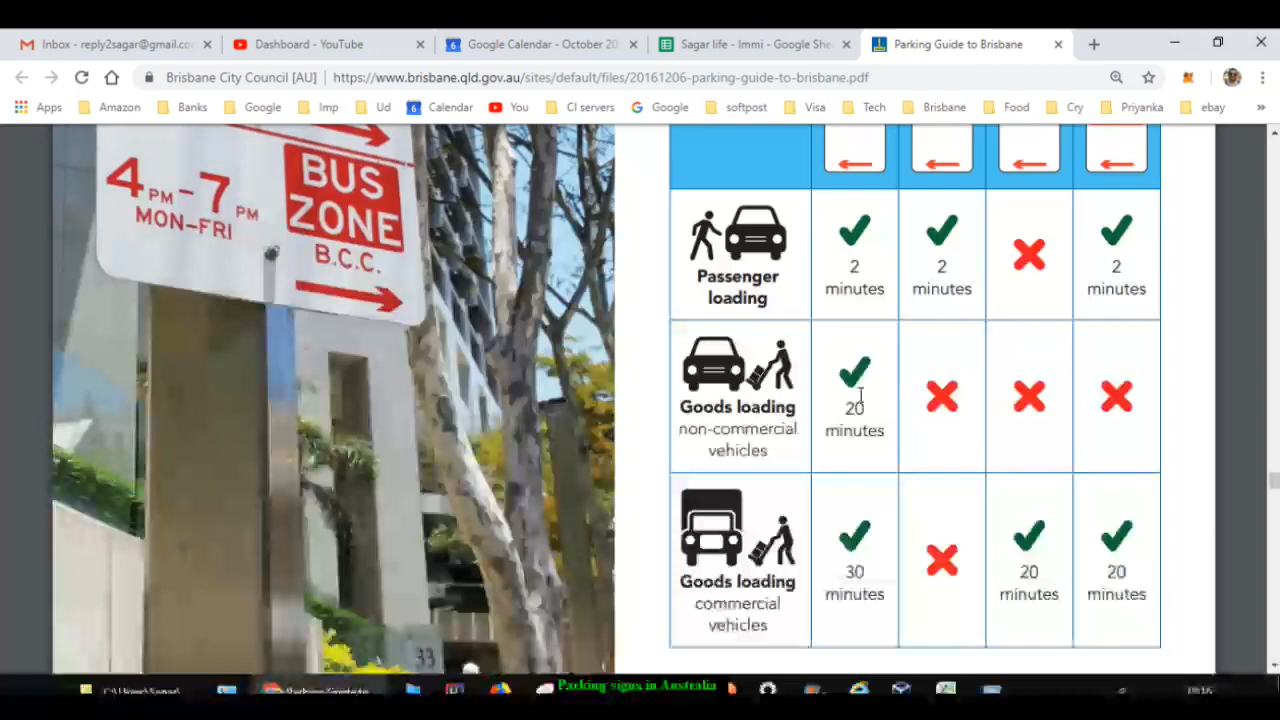 Inbox - reply2sagar@gmail.co
Dashboard - YouTube
Google Calendar - October 20
Sagar life - Immi - Google She
Parking Guide to Brisbane
Brisbane City Council [AU]
https://www.brisbane.qld.gov.au/sites/default/files/20161206-parking-guide-to-brisbane.pdf
Apps
Amazon
Banks
Google
Imp
Ud
Calendar
You
CI servers
Google
softpost
Visa
Tech
Brisbane
Food
Cry
Priyanka
ebay
4 PM - 7 PM
MON-FRI
BUS
ZONE
B.C.C.
33
Passenger
loading
2
minutes
2
minutes
2
minutes
Goods loading
non-commercial
vehicles
20
minutes
Goods loading
commercial
vehicles
30
minutes
20
minutes
20
minutes
Parking signs in Australia